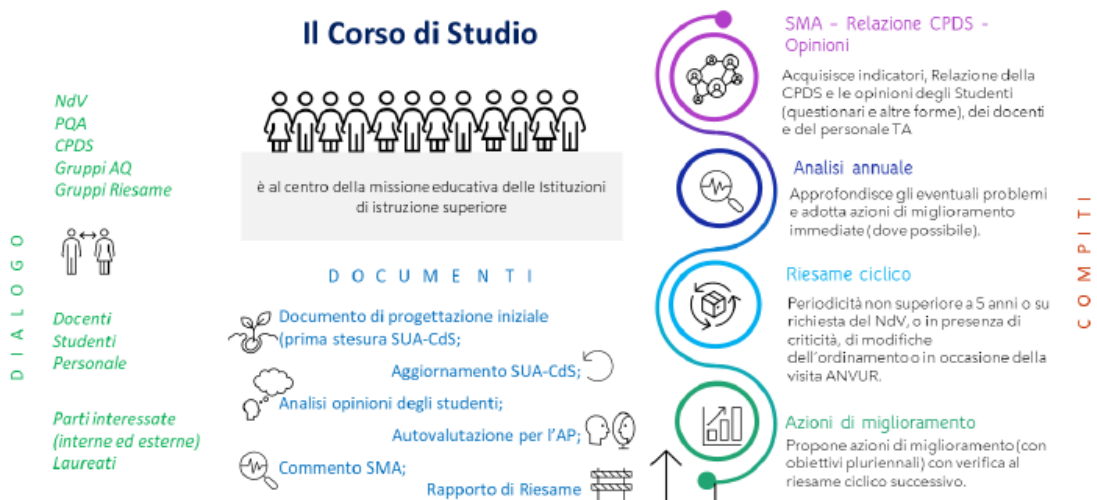 Il Corso di Studio
NdV
PQA
CPDS
Gruppi AQ
Gruppi Riesame
DIALOGO
Docenti
Studenti
Personale
Parti interessate
(interne ed esterne)
Laureati
è al centro della missione educativa delle Istituzioni
di istruzione superiore
DOCUMENTI
Documento di progettazione iniziale
(prima stesura SUA-CdS;
Aggiornamento SUA-CdS;
Analisi opinioni degli studenti;
Autovalutazione per l'AP;
Commento SMA;
Rapporto di Riesame
SMA - Relazione CPDS -
Opinioni
Acquisisce indicatori, Relazione della
CPDS e le opinioni degli Studenti
(questionari e altre forme), dei docenti
e del personale TA
Analisi annuale
Approfondisce gli eventuali problemi
e adotta azioni di miglioramento
immediate (dove possibile).
Riesame ciclico
Periodicità non superiore a 5 anni o su
richiesta del NdV, o in presenza di
criticità, di modifiche
dell'ordinamento o in occasione della
visita ANVUR.
Azioni di miglioramento
Propone azioni di miglioramento (con
obiettivi pluriennali) con verifica al
riesame ciclico successivo.
COMPITI